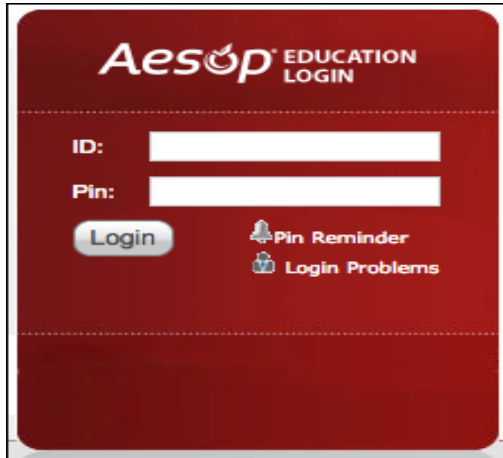 Aesop EDUCATION
LOGIN
ID:
Pin:
Login
Pin Reminder
Login Problems